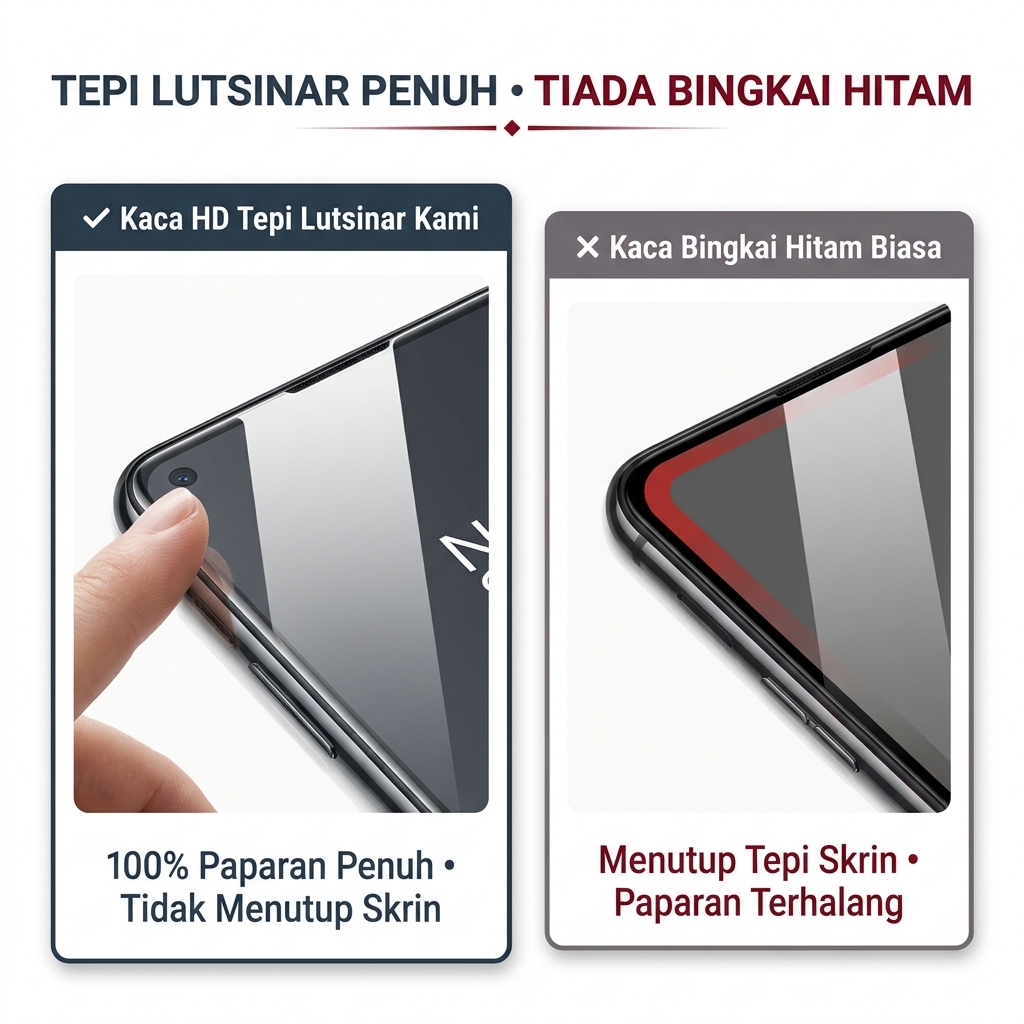 TEPI LUTSINAR PENUH • TIADA BINGKAI HITAM
✓ Kaca HD Tepi Lutsinar Kami
✕ Kaca Bingkai Hitam Biasa
100% Paparan Penuh •
Tidak Menutup Skrin
Menutup Tepi Skrin •
Paparan Terhalang